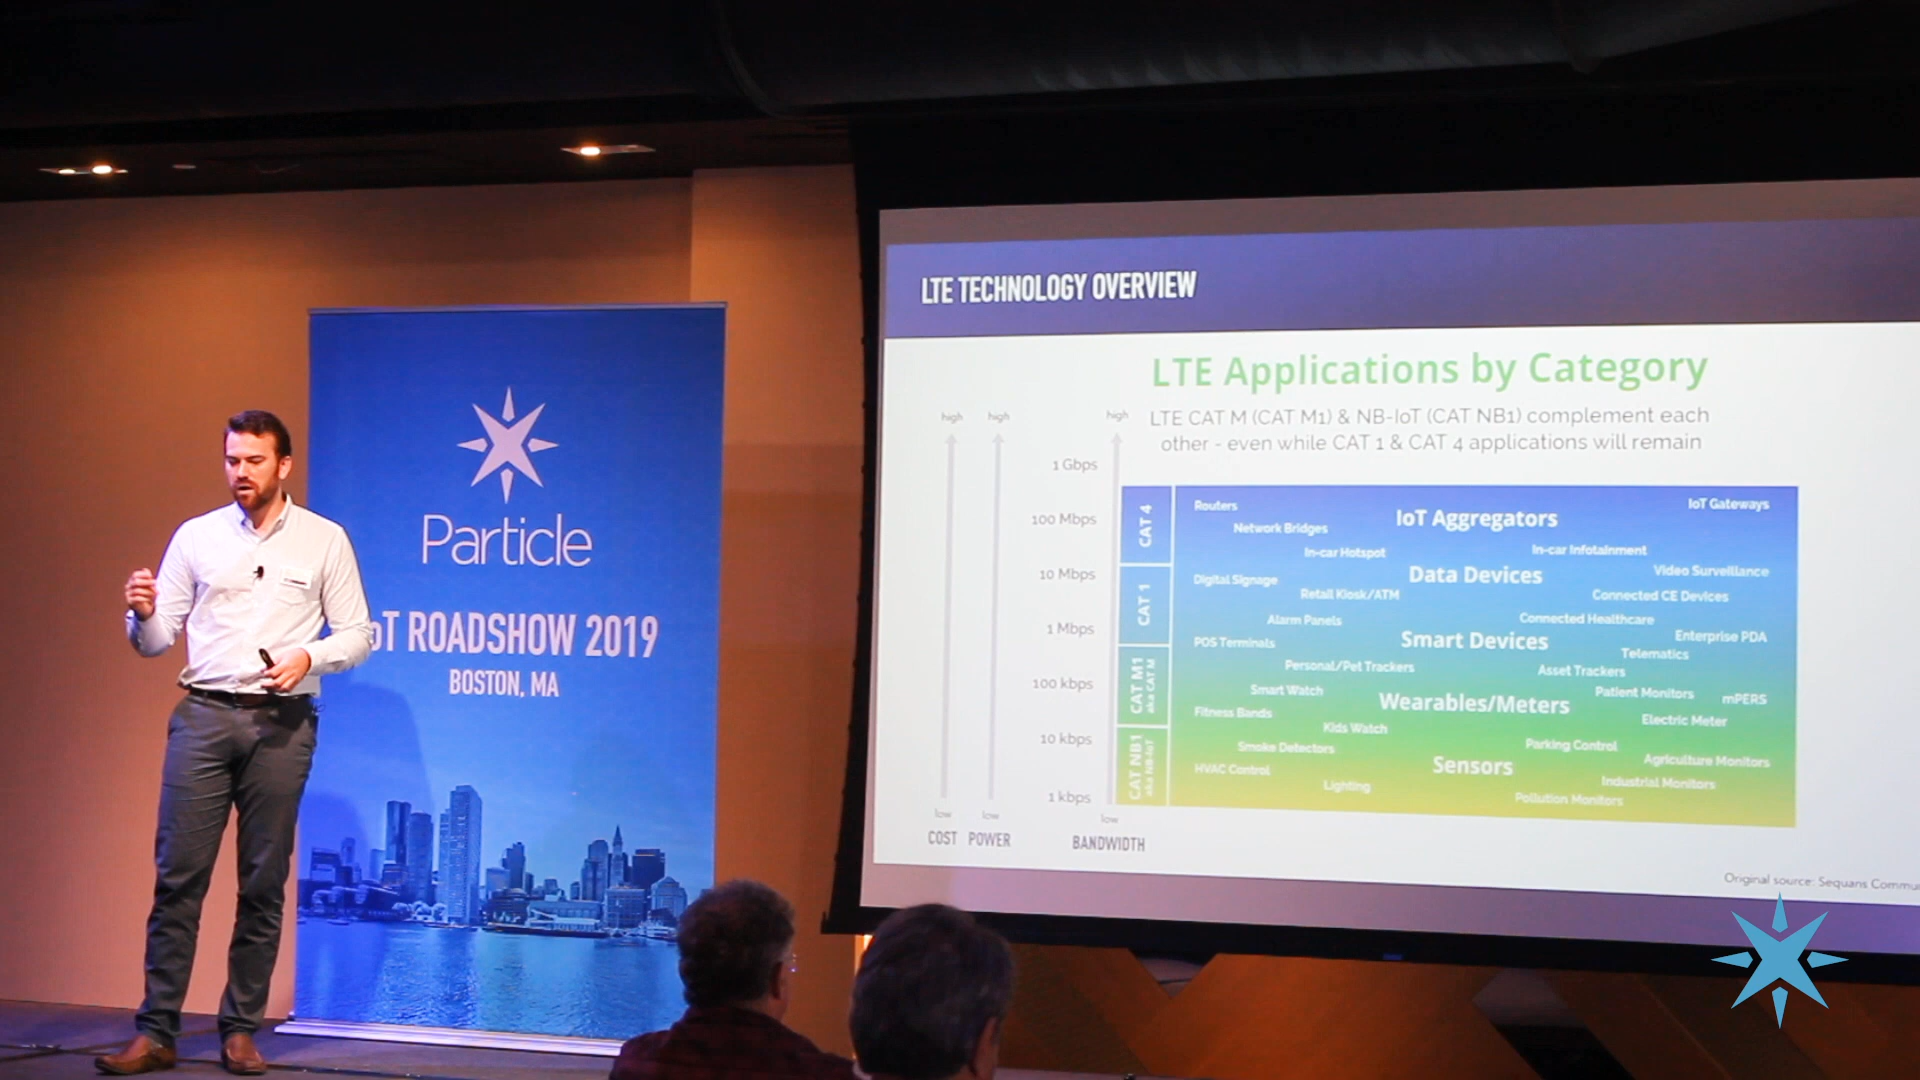 Particle
oT ROADSHOW 2019
BOSTON, MA
LTE TECHNOLOGY OVERVIEW
LTE Applications by Category
LTE CAT M (CAT M1) & NB-IoT (CAT NB1) complement each
other - even while CAT 1 & CAT 4 applications will remain
high high high
1 Gbps
100 Mbps
10 Mbps
1 Mbps
100 kbps
10 kbps
1 kbps
low low low
COST POWER BANDWIDTH
CAT 4
CAT 1
CAT M1
aka CAT M
CAT NB1
aka NB-IoT
Routers IoT Gateways
IoT Aggregators
Network Bridges
In-car Hotspot In-car Infotainment
Video Surveillance
Digital Signage Data Devices
Retail Kiosk/ATM Connected CE Devices
Alarm Panels Connected Healthcare
POS Terminals Smart Devices Enterprise PDA
Telematics
Personal/Pet Trackers Asset Trackers
Smart Watch Patient Monitors mPERS
Wearables/Meters
Fitness Bands Electric Meter
Kids Watch
Smoke Detectors Parking Control
Sensors Agriculture Monitors
HVAC Control
Lighting Industrial Monitors
Pollution Monitors
Original source: Sequans Commu